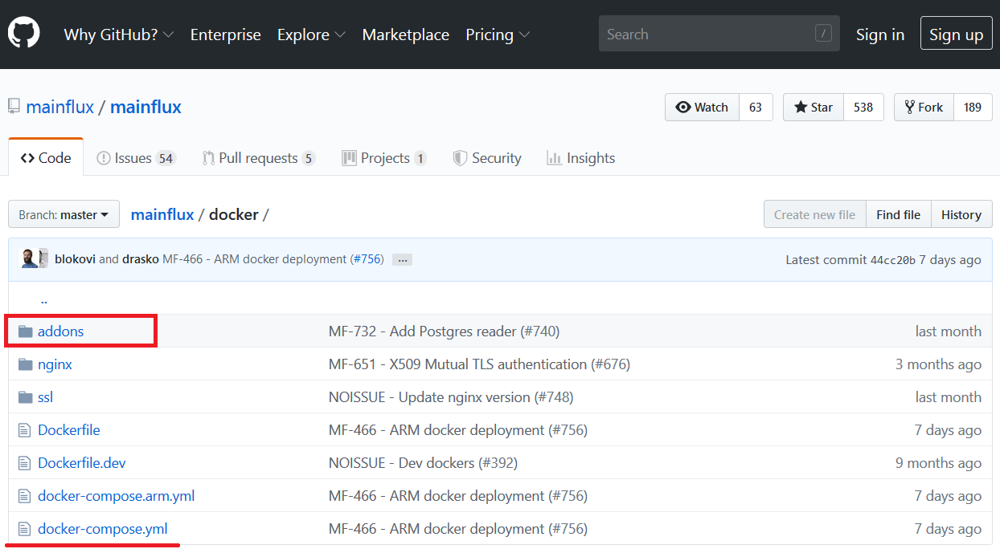 Why GitHub? Enterprise Explore Marketplace Pricing Search / Sign in Sign up
mainflux / mainflux Watch 63 Star 538 Fork 189
Code Issues 54 Pull requests 5 Projects 1 Security Insights
Branch: master mainflux / docker / Create new file Find file History
blokovi and drasko MF-466 - ARM docker deployment (#756) ... Latest commit 44cc20b 7 days ago
..
addons MF-732 - Add Postgres reader (#740) last month
nginx MF-651 - X509 Mutual TLS authentication (#676) 3 months ago
ssl NOISSUE - Update nginx version (#748) last month
Dockerfile MF-466 - ARM docker deployment (#756) 7 days ago
Dockerfile.dev NOISSUE - Dev dockers (#392) 9 months ago
docker-compose.arm.yml MF-466 - ARM docker deployment (#756) 7 days ago
docker-compose.yml MF-466 - ARM docker deployment (#756) 7 days ago